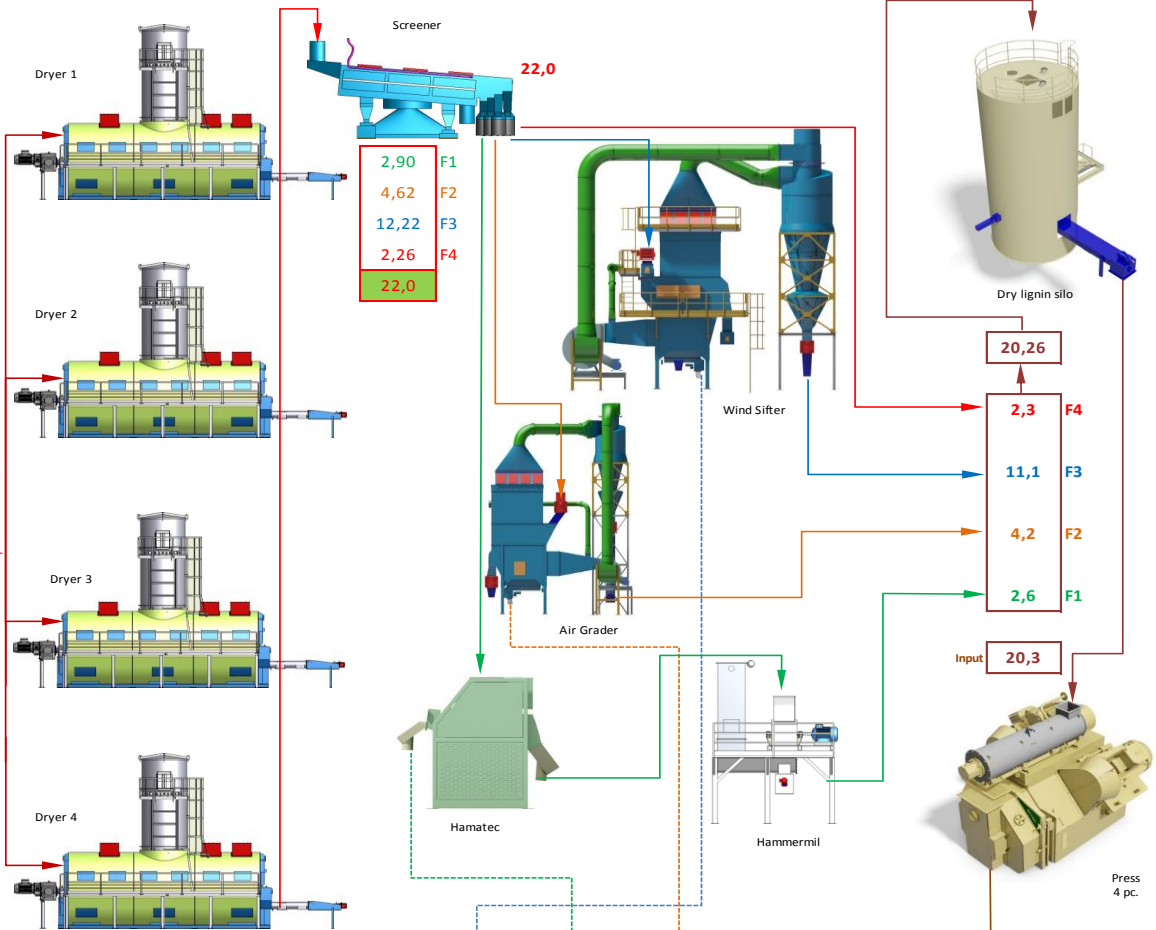 Screener
Dryer 1
22,0
2,90 F1
4,62 F2
12,22 F3
2,26 F4
22,0
Dryer 2
Dry lignin silo
20,26
Wind Sifter
2,3 F4
11,1 F3
4,2 F2
2,6 F1
Dryer 3
Air Grader
Input 20,3
Dryer 4
Hamatec
Hammermil
Press
4 pc.